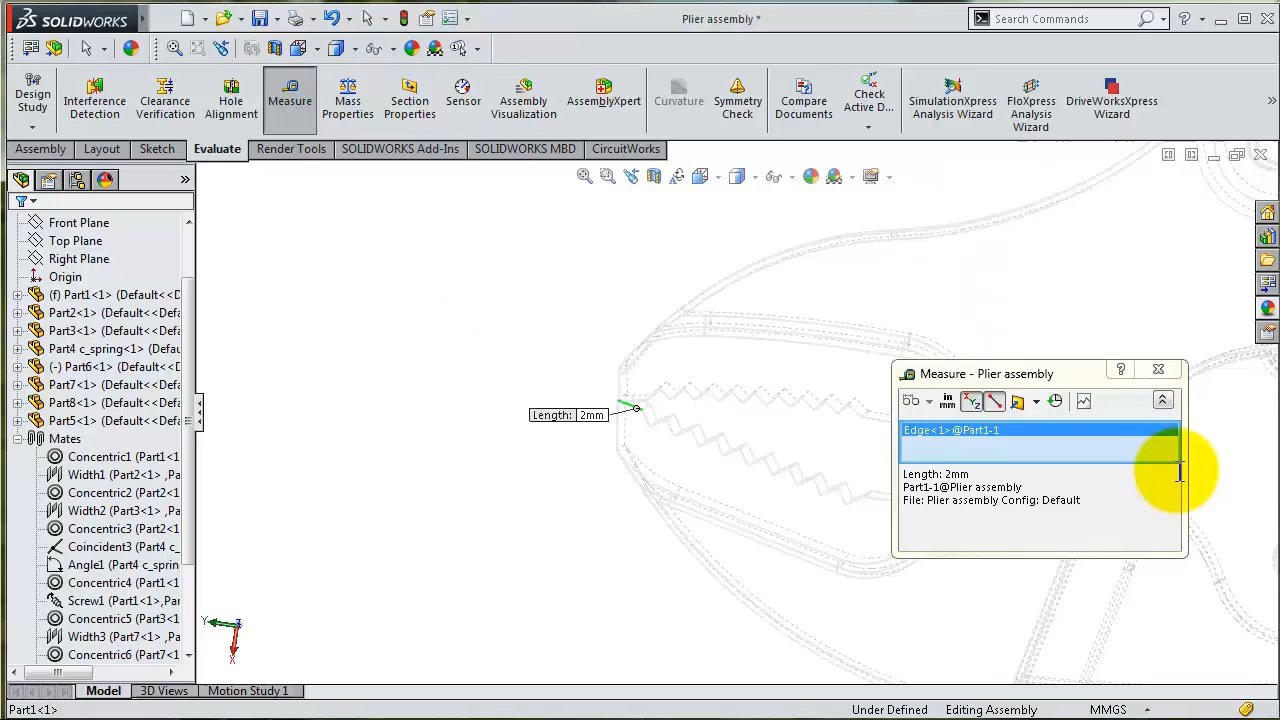 SOLIDWORKS
Plier assembly *
Search Commands
Design Study
Interference Detection
Clearance Verification
Hole Alignment
Measure
Mass Properties
Section Properties
Sensor
Assembly Visualization
AssemblyXpert
Curvature
Symmetry Check
Compare Documents
Check Active D...
SimulationXpress Analysis Wizard
FloXpress Analysis Wizard
DriveWorksXpress Wizard
Assembly Layout Sketch Evaluate Render Tools SOLIDWORKS Add-Ins SOLIDWORKS MBD CircuitWorks
Front Plane
Top Plane
Right Plane
Origin
(f) Part1<1> (Default<<D
Part2<1> (Default<<Defa
Part3<1> (Default<<Defa
Part4 c_spring<1> (Defa
(-) Part6<1> (Default<<D
Part7<1> (Default<<Defa
Part8<1> (Default<<Defa
Part5<1> (Default<<Defa
Mates
Concentric1 (Part1<1
Width1 (Part2<1> ,Pa
Concentric2 (Part2<1
Width2 (Part3<1> ,Pa
Concentric3 (Part2<1
Coincident3 (Part4 c_
Angle1 (Part4 c_spri
Concentric4 (Part2<1
Screw1 (Part1<1> ,Par
Concentric5 (Part3<1
Width3 (Part7<1> ,Pa
Concentric6 (Part7<1
Length: 2mm
Y
Z
X
Measure - Plier assembly
in
mm
XYZ
Edge<1>@Part1-1
Length: 2mm
Part1-1@Plier assembly
File: Plier assembly Config: Default
Model 3D Views Motion Study 1
Part1<1>
Under Defined Editing Assembly MMGS